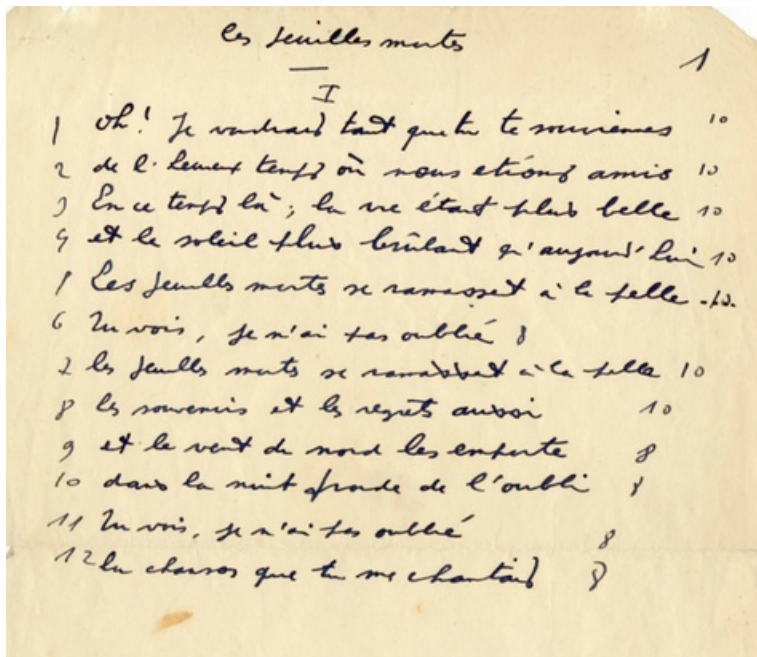 les feuilles mortes
1
I
1 Oh! Je voudrais tant que tu te souviennes 10
2 de l'heureux temps où nous etions amis 10
3 En ce temps là, la vie était plus belle 10
4 et le soleil plus brûlant qu'aujourd'hui 10
5 Les feuilles mortes se ramassent à la pelle 10
6 Tu vois, je n'ai pas oublié 8
7 les feuilles mortes se ramassent à la pelle 10
8 les souvenirs et les regrets aussi 10
9 et le vent du nord les emporte 8
10 dans la nuit froide de l'oubli 8
11 Tu vois, je n'ai pas oublié 8
12 la chanson que tu me chantais 8